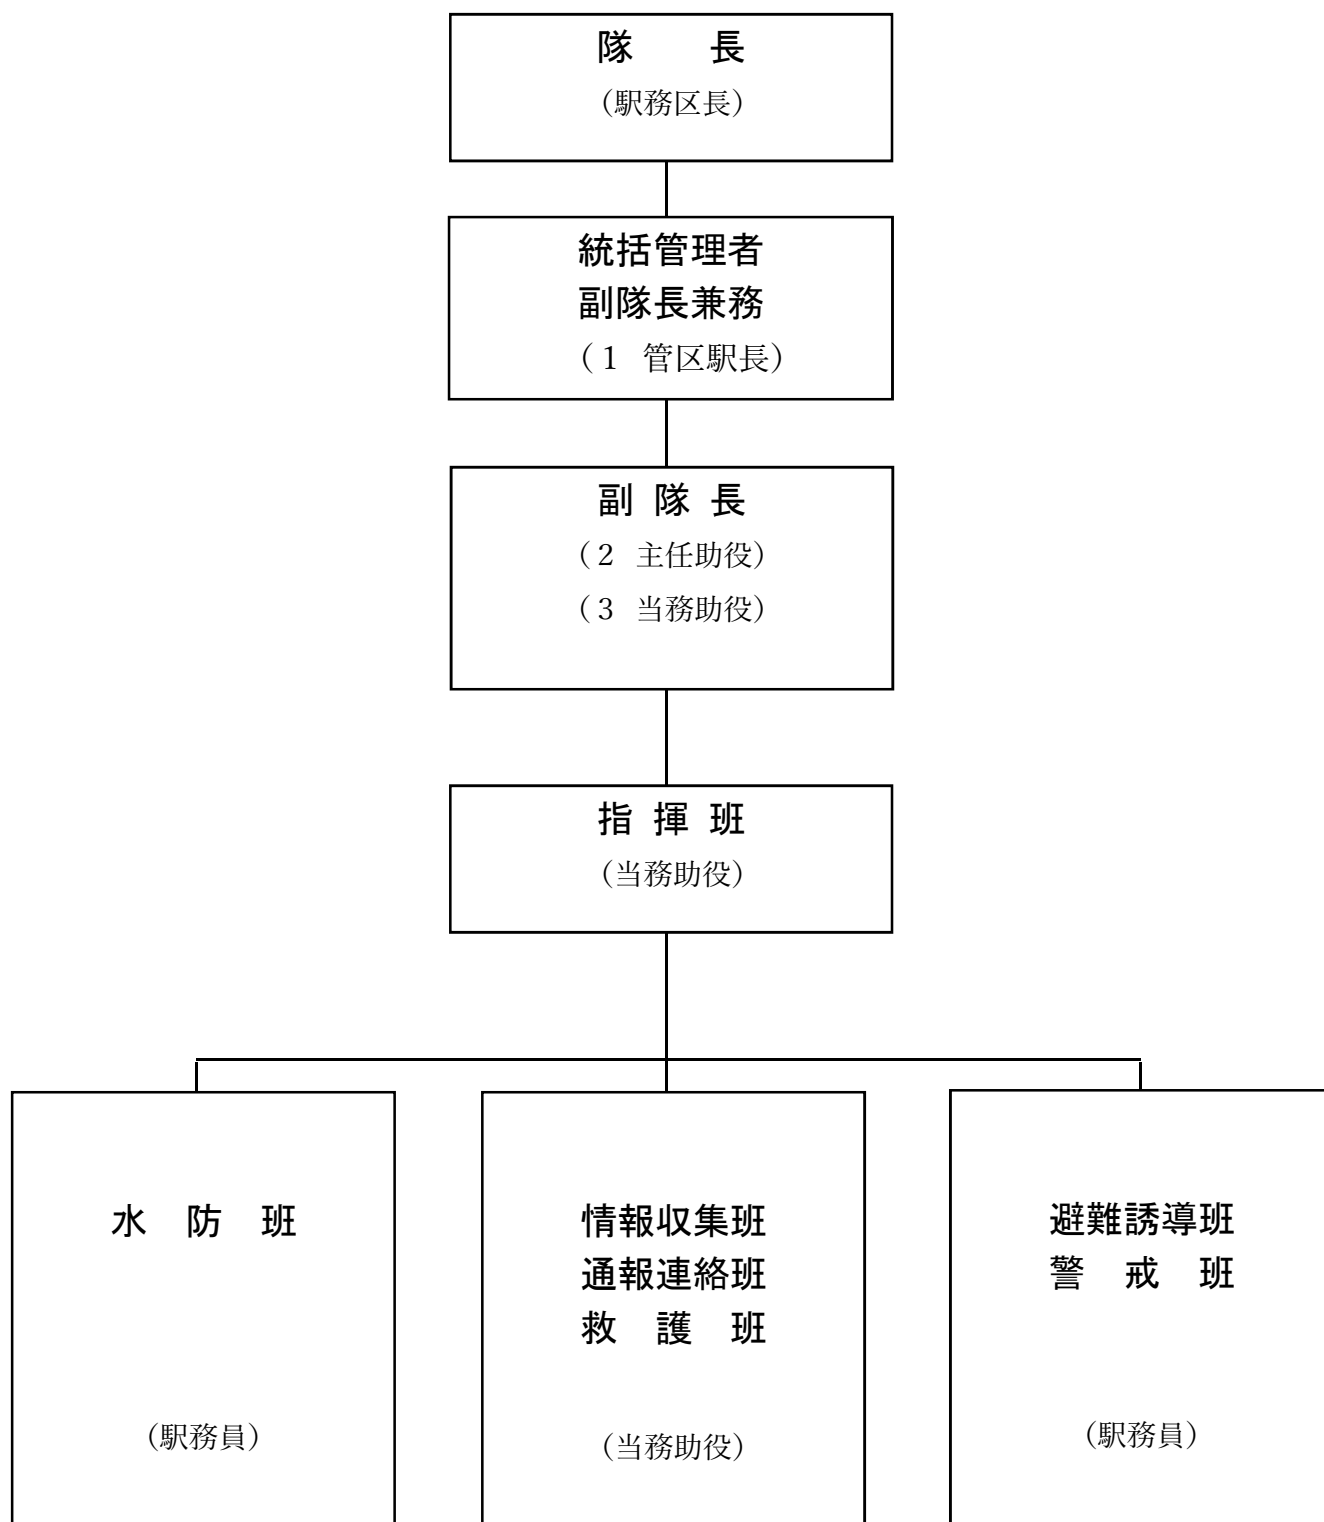 隊　　長
（駅務区長）
統括管理者
副隊長兼務
（１ 管区駅長）
副 隊 長
（２ 主任助役）
（３ 当務助役）
指 揮 班
（当務助役）
水　防　班
（駅務員）
情報収集班
通報連絡班
救　護　班
（当務助役）
避難誘導班
警　戒　班
（駅務員）